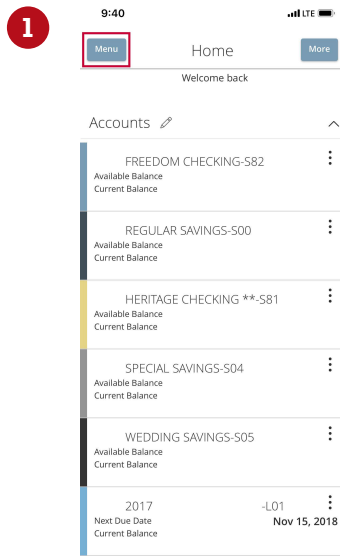 1
9:40
LTE
Menu
Home
More
Welcome back
Accounts
FREEDOM CHECKING-S82
Available Balance
Current Balance
REGULAR SAVINGS-S00
Available Balance
Current Balance
HERITAGE CHECKING **-S81
Available Balance
Current Balance
SPECIAL SAVINGS-S04
Available Balance
Current Balance
WEDDING SAVINGS-S05
Available Balance
Current Balance
2017 -L01
Next Due Date Nov 15, 2018
Current Balance